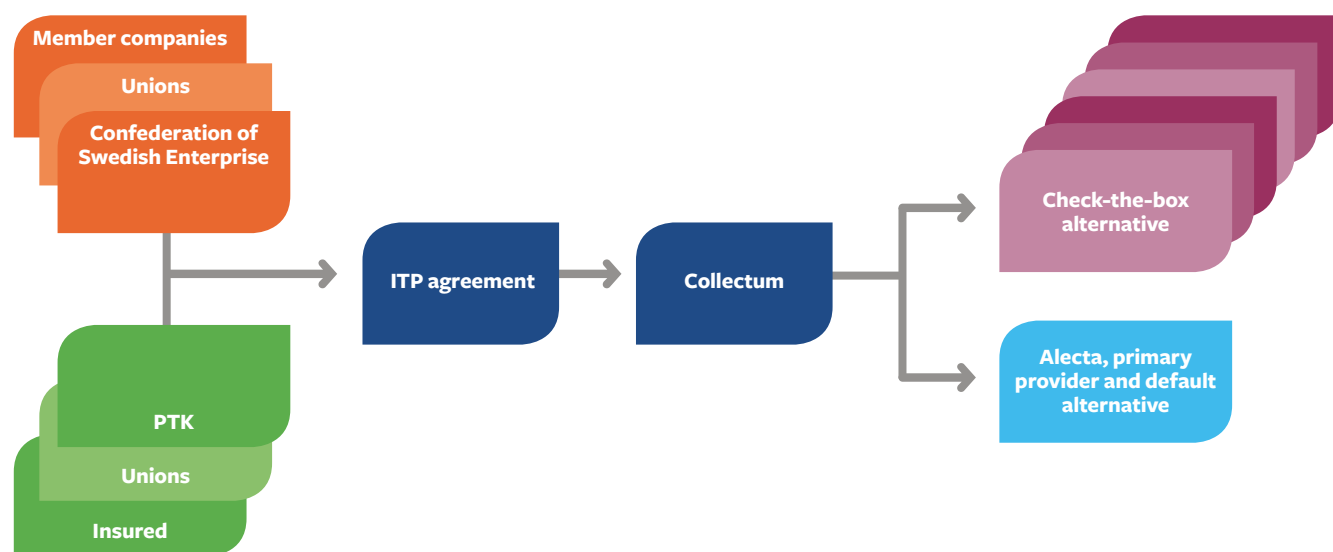 Member companies
Unions
Confederation of
Swedish Enterprise
ITP agreement
Collectum
Check-the-box
alternative
Alecta, primary
provider and default
alternative
PTK
Unions
Insured